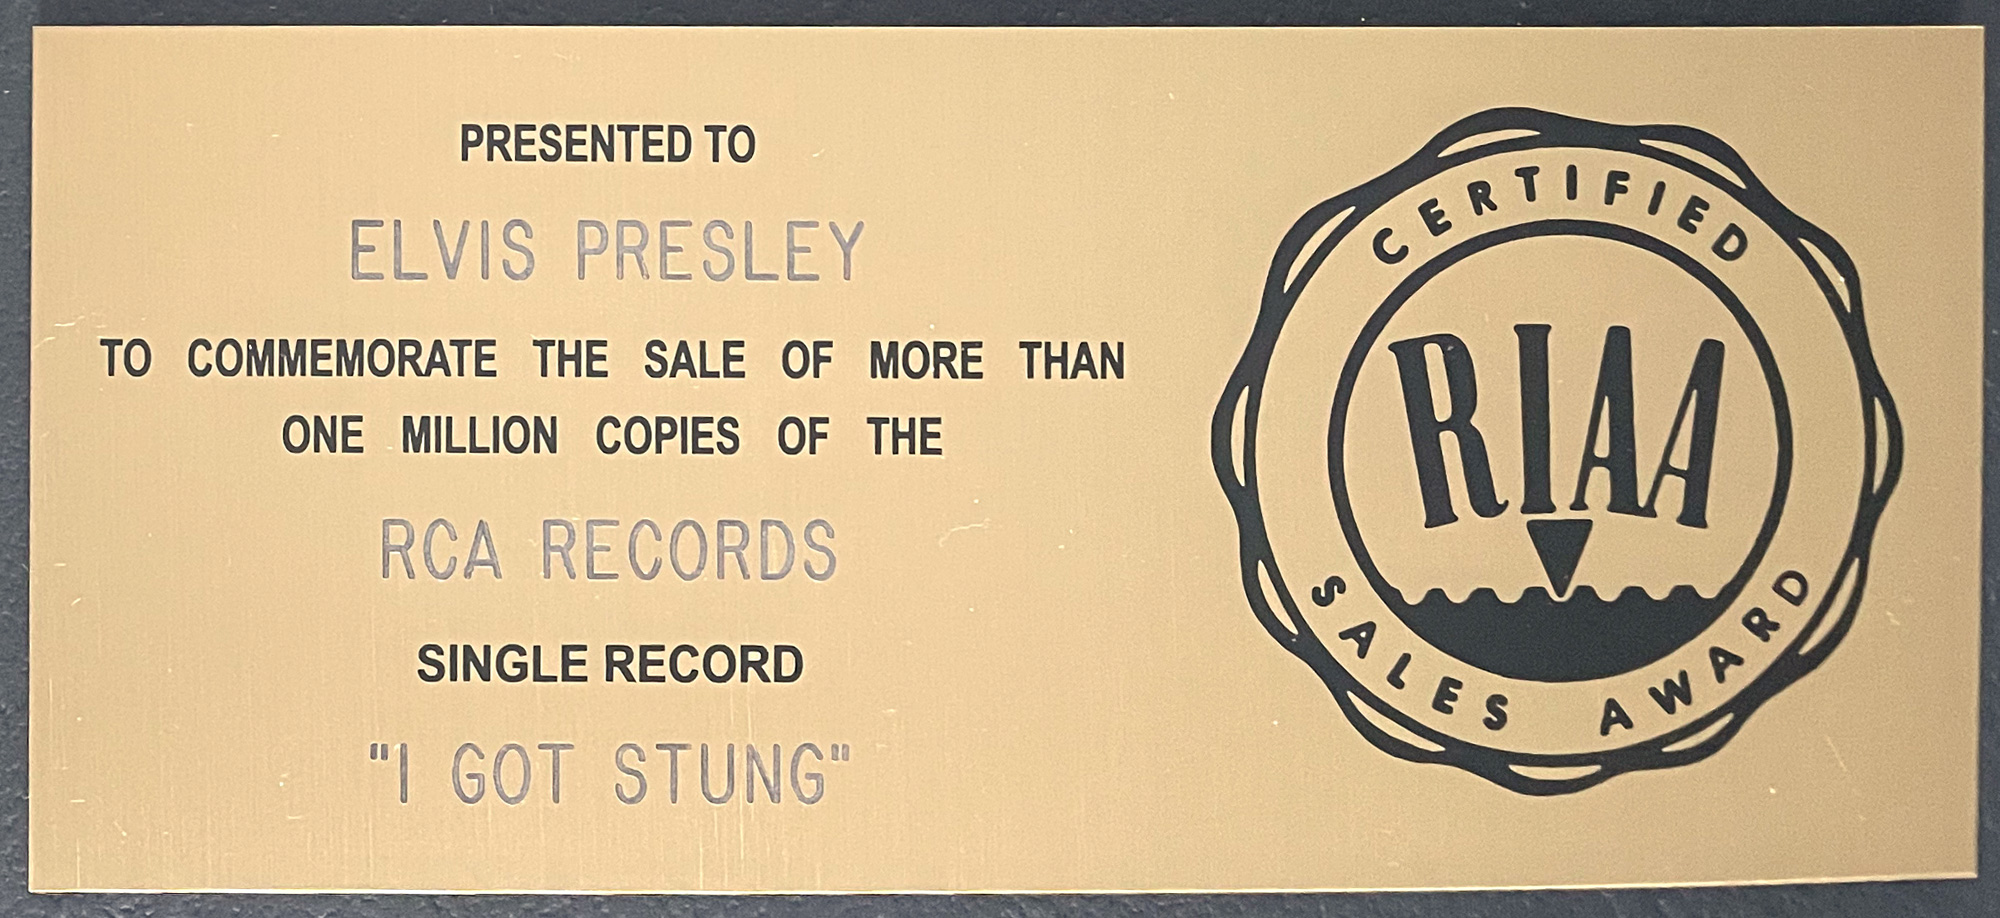 PRESENTED TO
ELVIS PRESLEY
TO COMMEMORATE THE SALE OF MORE THAN
ONE MILLION COPIES OF THE
RCA RECORDS
SINGLE RECORD
"I GOT STUNG"
CERTIFIED
RIAA
SALES AWARD